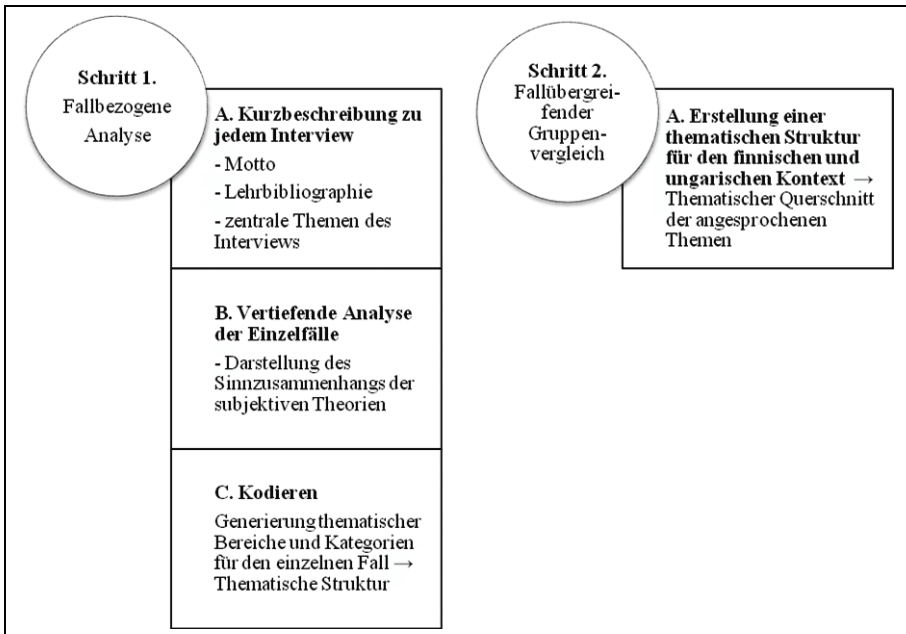 Schritt 1.
Fallbezogene
Analyse
A. Kurzbeschreibung zu
jedem Interview
- Motto
- Lehrbibliographie
- zentrale Themen des
Interviews
B. Vertiefende Analyse
der Einzelfälle
- Darstellung des
Sinnzusammenhangs der
subjektiven Theorien
C. Kodieren
Generierung thematischer
Bereiche und Kategorien
für den einzelnen Fall →
Thematische Struktur
Schritt 2.
Fallübergrei-
fender
Gruppen-
vergleich
A. Erstellung einer
thematischen Struktur
für den finnischen und
ungarischen Kontext →
Thematischer Querschnitt
der angesprochenen
Themen